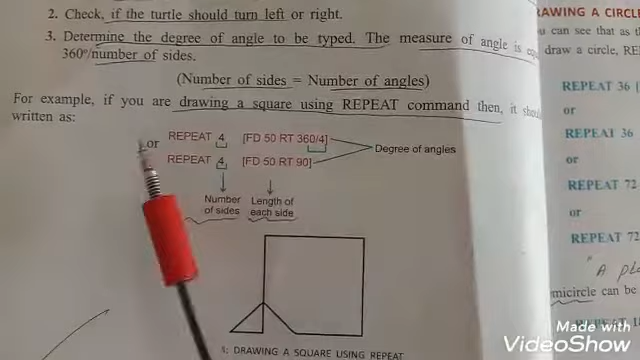 2. Check, if the turtle should turn left or right.
3. Determine the degree of angle to be typed. The measure of angle is
360°/number of sides.
(Number of sides = Number of angles)
For example, if you are drawing a square using REPEAT command then, it
written as:
REPEAT 4 [FD 50 RT 360/4]
or
REPEAT 4 [FD 50 RT 90]
Degree of angles
Number of sides
Length of each side
: DRAWING A SQUARE USING REPEAT
RAWING A CIRCLE
can see that as
draw a circle, RE
REPEAT 36 [
or
REPEAT 36
or
REPEAT 72
or
REPEAT 72
A
micircle can be
Made with
VideoShow